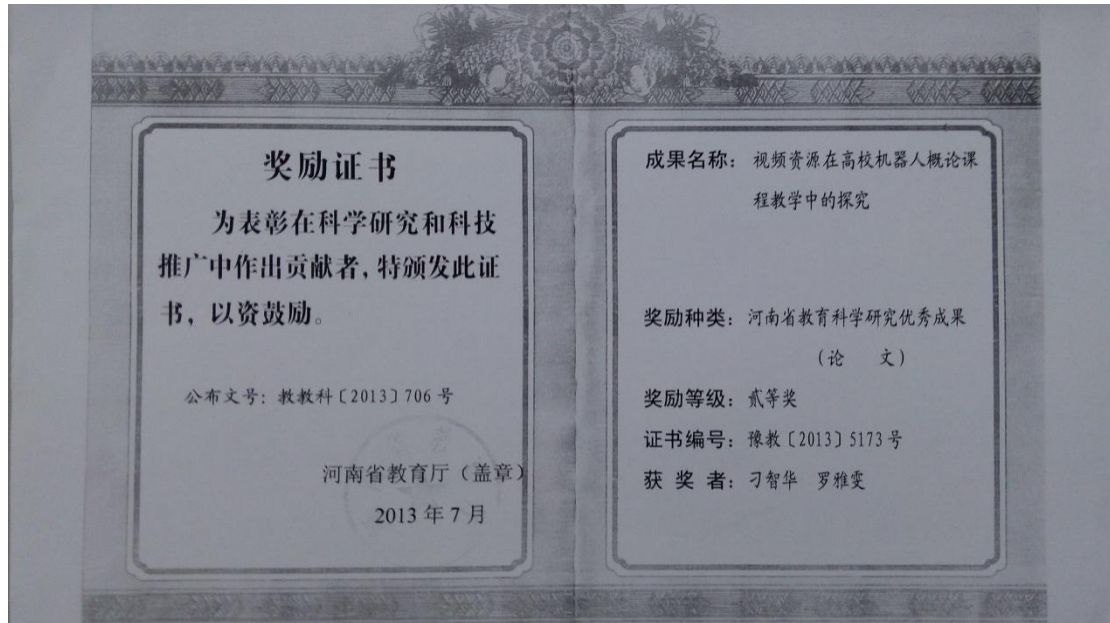 奖励证书
为表彰在科学研究和科技
推广中作出贡献者，特颁发此证
书，以资鼓励。
公布文号：教教科〔2013〕706号
河南省教育厅（盖章）
2013年7月
成果名称：视频资源在高校机器人概论课
程教学中的探究
奖励种类：河南省教育科学研究优秀成果
（论 文）
奖励等级：贰等奖
证书编号：豫教〔2013〕5173号
获 奖 者：刁智华 罗雅雯